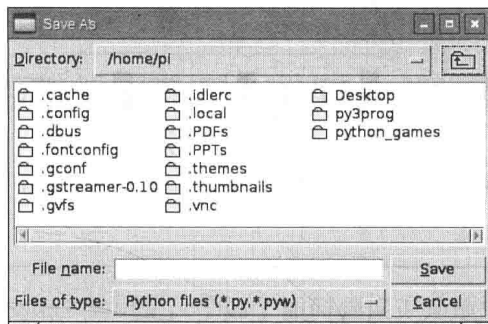 Save As
Directory: /home/pi
.cache .idlerc Desktop
.config .local py3prog
.dbus .PDFs python_games
.fontconfig .PPTs
.gconf .themes
.gstreamer-0.10 .thumbnails
.gvfs .vnc
File name: Save
Files of type: Python files (*.py,*.pyw) Cancel